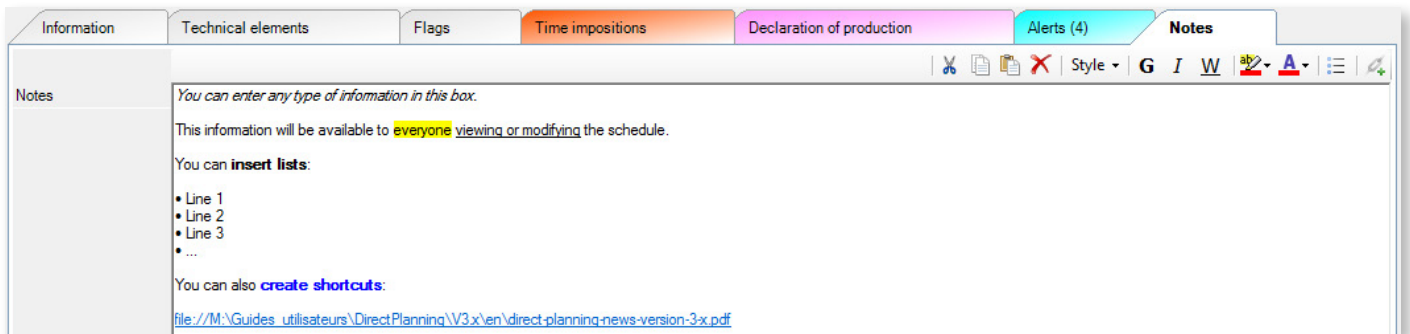 Information Technical elements Flags Time impositions Declaration of production Alerts (4) Notes
Style G I W ab A
Notes
You can enter any type of information in this box.
This information will be available to everyone viewing or modifying the schedule.
You can insert lists:
• Line 1
• Line 2
• Line 3
• ...
You can also create shortcuts:
file://M:\Guides_utilisateurs\DirectPlanning\V3.x\en\direct-planning-news-version-3-x.pdf